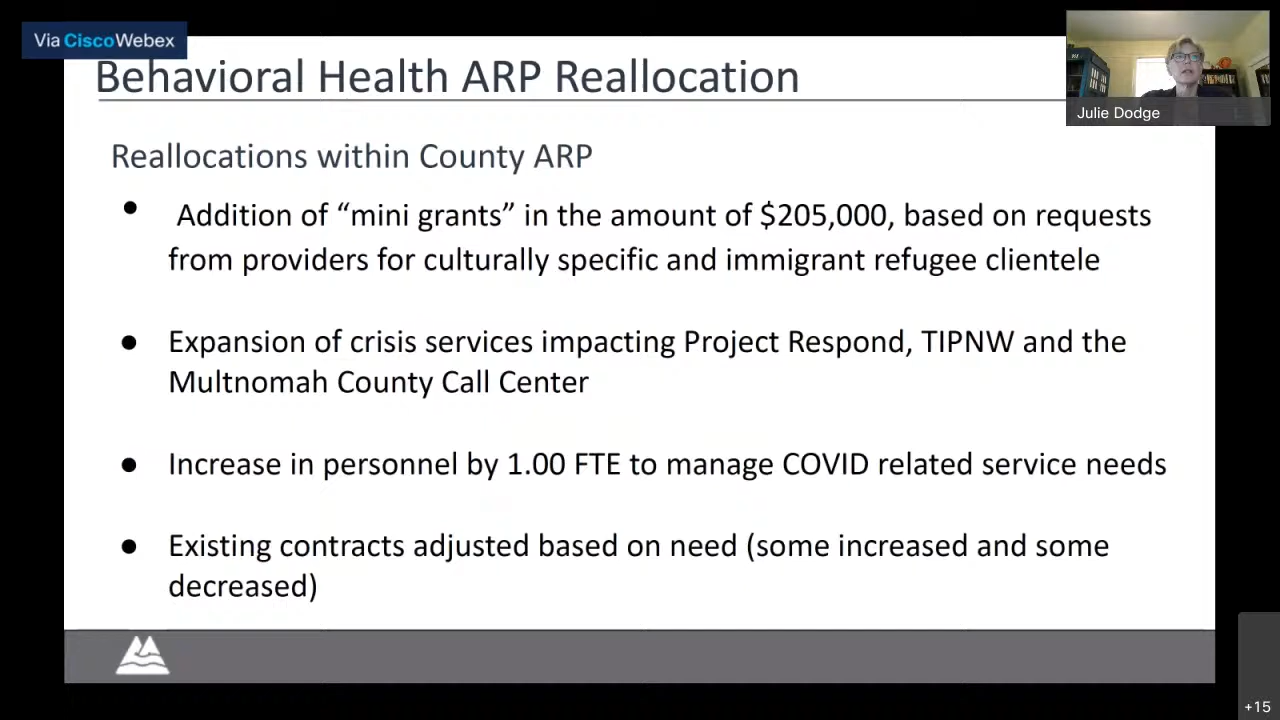 Via CiscoWebex
Behavioral Health ARP Reallocation
Julie Dodge
Reallocations within County ARP
• Addition of “mini grants” in the amount of $205,000, based on requests
from providers for culturally specific and immigrant refugee clientele
● Expansion of crisis services impacting Project Respond, TIPNW and the
Multnomah County Call Center
● Increase in personnel by 1.00 FTE to manage COVID related service needs
● Existing contracts adjusted based on need (some increased and some
decreased)
+15